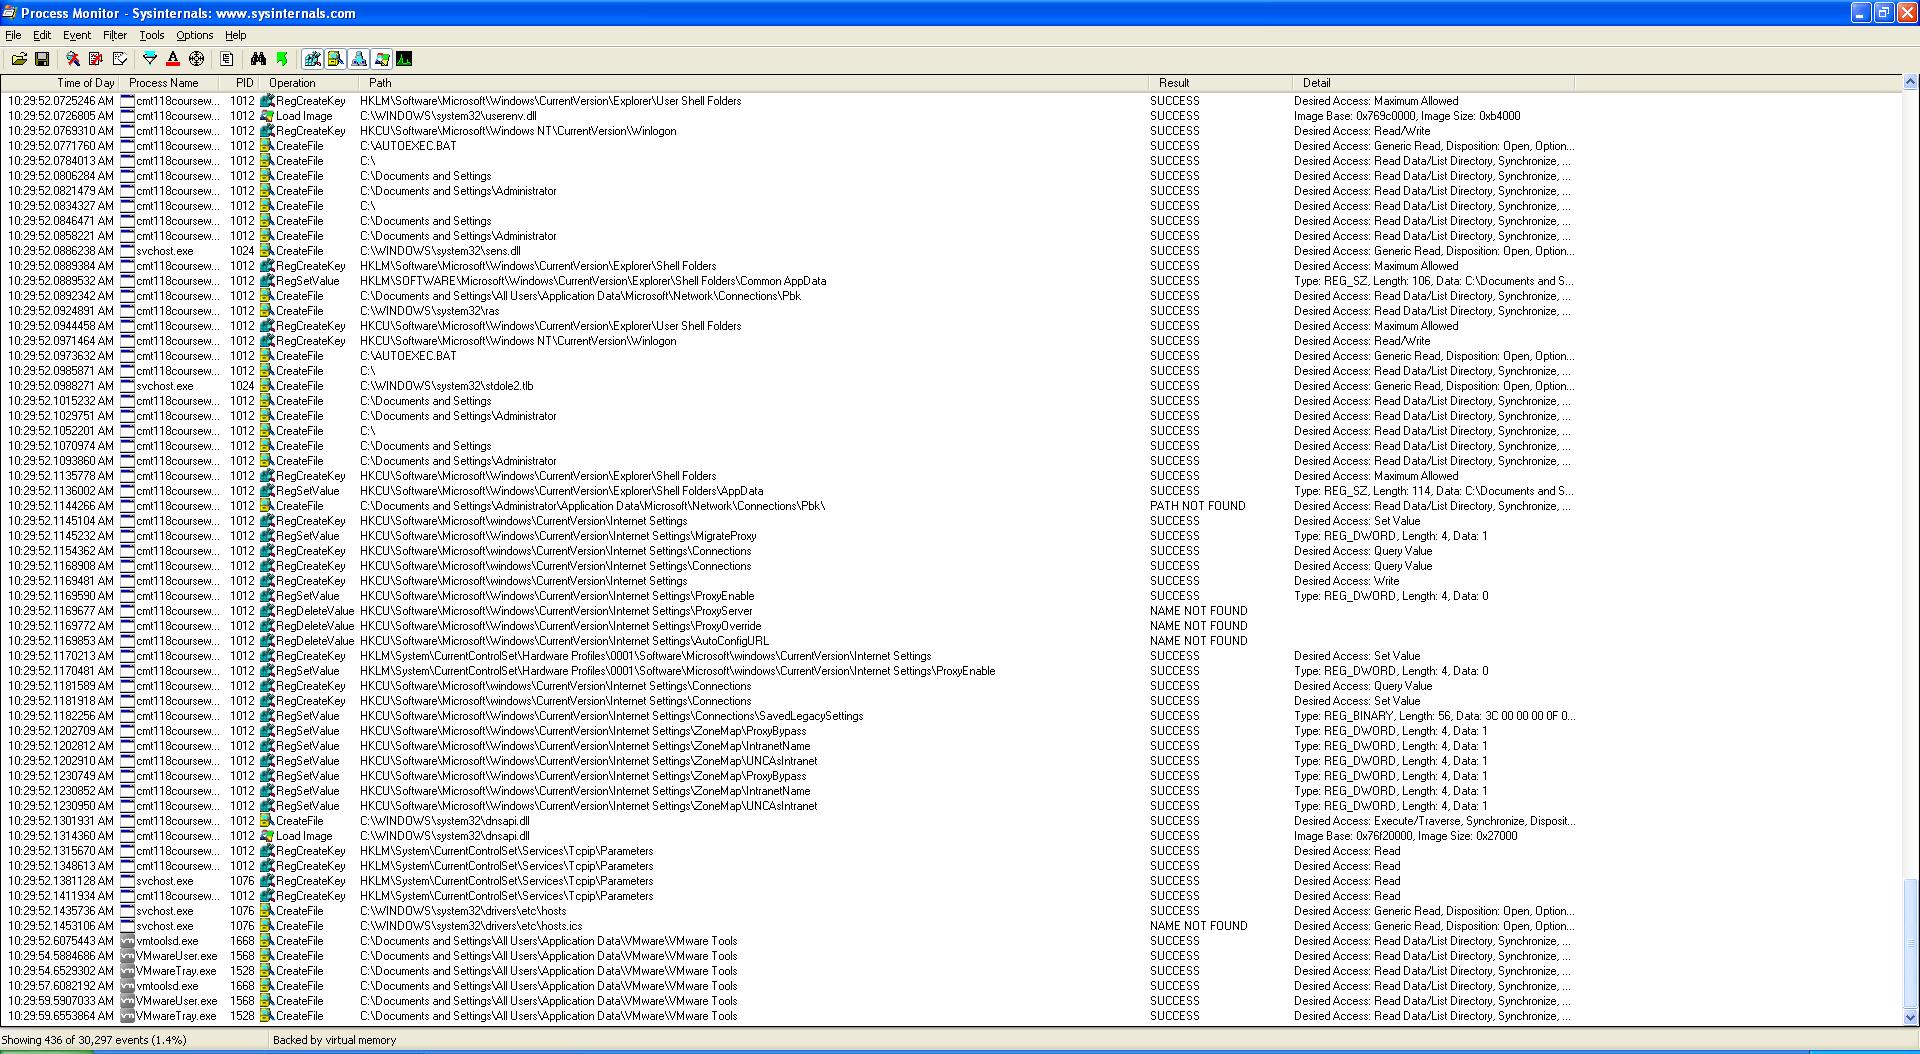 Process Monitor - Sysinternals: www.sysinternals.com
File Edit Event Filter Tools Options Help
Time of Day Process Name PID Operation Path Result Detail
10:29:52.0725246 AM cmt118coursew... 1012 RegCreateKey HKLM\Software\Microsoft\Windows\CurrentVersion\Explorer\User Shell Folders SUCCESS Desired Access: Maximum Allowed
10:29:52.0726805 AM cmt118coursew... 1012 Load Image C:\WINDOWS\system32\userenv.dll SUCCESS Image Base: 0x769c0000, Image Size: 0xb4000
10:29:52.0769310 AM cmt118coursew... 1012 RegCreateKey HKCU\Software\Microsoft\Windows NT\CurrentVersion\Winlogon SUCCESS Desired Access: Read/Write
10:29:52.0771760 AM cmt118coursew... 1012 CreateFile C:\AUTOEXEC.BAT SUCCESS Desired Access: Generic Read, Disposition: Open, Option...
10:29:52.0784013 AM cmt118coursew... 1012 CreateFile C:\ SUCCESS Desired Access: Read Data/List Directory, Synchronize, ...
10:29:52.0806284 AM cmt118coursew... 1012 CreateFile C:\Documents and Settings SUCCESS Desired Access: Read Data/List Directory, Synchronize, ...
10:29:52.0821479 AM cmt118coursew... 1012 CreateFile C:\Documents and Settings\Administrator SUCCESS Desired Access: Read Data/List Directory, Synchronize, ...
10:29:52.0834327 AM cmt118coursew... 1012 CreateFile C:\ SUCCESS Desired Access: Read Data/List Directory, Synchronize, ...
10:29:52.0846471 AM cmt118coursew... 1012 CreateFile C:\Documents and Settings SUCCESS Desired Access: Read Data/List Directory, Synchronize, ...
10:29:52.0858221 AM cmt118coursew... 1012 CreateFile C:\Documents and Settings\Administrator SUCCESS Desired Access: Read Data/List Directory, Synchronize, ...
10:29:52.0886238 AM svchost.exe 1024 CreateFile C:\WINDOWS\system32\sens.dll SUCCESS Desired Access: Generic Read, Disposition: Open, Option...
10:29:52.0889384 AM cmt118coursew... 1012 RegCreateKey HKLM\Software\Microsoft\Windows\CurrentVersion\Explorer\Shell Folders SUCCESS Desired Access: Maximum Allowed
10:29:52.0889532 AM cmt118coursew... 1012 RegSetValue HKLM\SOFTWARE\Microsoft\Windows\CurrentVersion\Explorer\Shell Folders\Common AppData SUCCESS Type: REG_SZ, Length: 106, Data: C:\Documents and S...
10:29:52.0892342 AM cmt118coursew... 1012 CreateFile C:\Documents and Settings\All Users\Application Data\Microsoft\Network\Connections\Pbk SUCCESS Desired Access: Read Data/List Directory, Synchronize, ...
10:29:52.0924891 AM cmt118coursew... 1012 CreateFile C:\WINDOWS\system32\ras SUCCESS Desired Access: Read Data/List Directory, Synchronize, ...
10:29:52.0944458 AM cmt118coursew... 1012 RegCreateKey HKCU\Software\Microsoft\Windows\CurrentVersion\Explorer\User Shell Folders SUCCESS Desired Access: Maximum Allowed
10:29:52.0971464 AM cmt118coursew... 1012 RegCreateKey HKCU\Software\Microsoft\Windows NT\CurrentVersion\Winlogon SUCCESS Desired Access: Read/Write
10:29:52.0973632 AM cmt118coursew... 1012 CreateFile C:\AUTOEXEC.BAT SUCCESS Desired Access: Generic Read, Disposition: Open, Option...
10:29:52.0985871 AM cmt118coursew... 1012 CreateFile C:\ SUCCESS Desired Access: Read Data/List Directory, Synchronize, ...
10:29:52.0988271 AM svchost.exe 1024 CreateFile C:\WINDOWS\system32\stdole2.tlb SUCCESS Desired Access: Generic Read, Disposition: Open, Option...
10:29:52.1015232 AM cmt118coursew... 1012 CreateFile C:\Documents and Settings SUCCESS Desired Access: Read Data/List Directory, Synchronize, ...
10:29:52.1029751 AM cmt118coursew... 1012 CreateFile C:\Documents and Settings\Administrator SUCCESS Desired Access: Read Data/List Directory, Synchronize, ...
10:29:52.1052201 AM cmt118coursew... 1012 CreateFile C:\ SUCCESS Desired Access: Read Data/List Directory, Synchronize, ...
10:29:52.1070974 AM cmt118coursew... 1012 CreateFile C:\Documents and Settings SUCCESS Desired Access: Read Data/List Directory, Synchronize, ...
10:29:52.1093860 AM cmt118coursew... 1012 CreateFile C:\Documents and Settings\Administrator SUCCESS Desired Access: Read Data/List Directory, Synchronize, ...
10:29:52.1135778 AM cmt118coursew... 1012 RegCreateKey HKCU\Software\Microsoft\Windows\CurrentVersion\Explorer\Shell Folders SUCCESS Desired Access: Maximum Allowed
10:29:52.1136002 AM cmt118coursew... 1012 RegSetValue HKCU\Software\Microsoft\Windows\CurrentVersion\Explorer\Shell Folders\AppData SUCCESS Type: REG_SZ, Length: 114, Data: C:\Documents and S...
10:29:52.1144266 AM cmt118coursew... 1012 CreateFile C:\Documents and Settings\Administrator\Application Data\Microsoft\Network\Connections\Pbk\ PATH NOT FOUND Desired Access: Read Data/List Directory, Synchronize, ...
10:29:52.1145104 AM cmt118coursew... 1012 RegCreateKey HKCU\Software\Microsoft\windows\CurrentVersion\Internet Settings SUCCESS Desired Access: Set Value
10:29:52.1145232 AM cmt118coursew... 1012 RegSetValue HKCU\Software\Microsoft\windows\CurrentVersion\Internet Settings\MigrateProxy SUCCESS Type: REG_DWORD, Length: 4, Data: 1
10:29:52.1154362 AM cmt118coursew... 1012 RegCreateKey HKCU\Software\Microsoft\windows\CurrentVersion\Internet Settings\Connections SUCCESS Desired Access: Query Value
10:29:52.1168908 AM cmt118coursew... 1012 RegCreateKey HKCU\Software\Microsoft\windows\CurrentVersion\Internet Settings\Connections SUCCESS Desired Access: Query Value
10:29:52.1169481 AM cmt118coursew... 1012 RegCreateKey HKCU\Software\Microsoft\windows\CurrentVersion\Internet Settings SUCCESS Desired Access: Write
10:29:52.1169590 AM cmt118coursew... 1012 RegSetValue HKCU\Software\Microsoft\windows\CurrentVersion\Internet Settings\ProxyEnable SUCCESS Type: REG_DWORD, Length: 4, Data: 0
10:29:52.1169677 AM cmt118coursew... 1012 RegDeleteValue HKCU\Software\Microsoft\windows\CurrentVersion\Internet Settings\ProxyServer NAME NOT FOUND
10:29:52.1169772 AM cmt118coursew... 1012 RegDeleteValue HKCU\Software\Microsoft\windows\CurrentVersion\Internet Settings\ProxyOverride NAME NOT FOUND
10:29:52.1169853 AM cmt118coursew... 1012 RegDeleteValue HKCU\Software\Microsoft\windows\CurrentVersion\Internet Settings\AutoConfigURL NAME NOT FOUND
10:29:52.1170213 AM cmt118coursew... 1012 RegCreateKey HKLM\System\CurrentControlSet\Hardware Profiles\0001\Software\Microsoft\windows\CurrentVersion\Internet Settings SUCCESS Desired Access: Set Value
10:29:52.1170481 AM cmt118coursew... 1012 RegSetValue HKLM\System\CurrentControlSet\Hardware Profiles\0001\Software\Microsoft\windows\CurrentVersion\Internet Settings\ProxyEnable SUCCESS Type: REG_DWORD, Length: 4, Data: 0
10:29:52.1181589 AM cmt118coursew... 1012 RegCreateKey HKCU\Software\Microsoft\windows\CurrentVersion\Internet Settings\Connections SUCCESS Desired Access: Query Value
10:29:52.1181918 AM cmt118coursew... 1012 RegCreateKey HKCU\Software\Microsoft\windows\CurrentVersion\Internet Settings\Connections SUCCESS Desired Access: Set Value
10:29:52.1182256 AM cmt118coursew... 1012 RegSetValue HKCU\Software\Microsoft\Windows\CurrentVersion\Internet Settings\Connections\SavedLegacySettings SUCCESS Type: REG_BINARY, Length: 56, Data: 3C 00 00 00 0F 0...
10:29:52.1202709 AM cmt118coursew... 1012 RegSetValue HKCU\Software\Microsoft\Windows\CurrentVersion\Internet Settings\ZoneMap\ProxyBypass SUCCESS Type: REG_DWORD, Length: 4, Data: 1
10:29:52.1202812 AM cmt118coursew... 1012 RegSetValue HKCU\Software\Microsoft\Windows\CurrentVersion\Internet Settings\ZoneMap\IntranetName SUCCESS Type: REG_DWORD, Length: 4, Data: 1
10:29:52.1202910 AM cmt118coursew... 1012 RegSetValue HKCU\Software\Microsoft\Windows\CurrentVersion\Internet Settings\ZoneMap\UNCAsIntranet SUCCESS Type: REG_DWORD, Length: 4, Data: 1
10:29:52.1230749 AM cmt118coursew... 1012 RegSetValue HKCU\Software\Microsoft\Windows\CurrentVersion\Internet Settings\ZoneMap\ProxyBypass SUCCESS Type: REG_DWORD, Length: 4, Data: 1
10:29:52.1230852 AM cmt118coursew... 1012 RegSetValue HKCU\Software\Microsoft\Windows\CurrentVersion\Internet Settings\ZoneMap\IntranetName SUCCESS Type: REG_DWORD, Length: 4, Data: 1
10:29:52.1230950 AM cmt118coursew... 1012 RegSetValue HKCU\Software\Microsoft\Windows\CurrentVersion\Internet Settings\ZoneMap\UNCAsIntranet SUCCESS Type: REG_DWORD, Length: 4, Data: 1
10:29:52.1301931 AM cmt118coursew... 1012 CreateFile C:\WINDOWS\system32\dnsapi.dll SUCCESS Desired Access: Execute/Traverse, Synchronize, Disposit...
10:29:52.1314360 AM cmt118coursew... 1012 Load Image C:\WINDOWS\system32\dnsapi.dll SUCCESS Image Base: 0x76f20000, Image Size: 0x27000
10:29:52.1315670 AM cmt118coursew... 1012 RegCreateKey HKLM\System\CurrentControlSet\Services\Tcpip\Parameters SUCCESS Desired Access: Read
10:29:52.1348613 AM cmt118coursew... 1012 RegCreateKey HKLM\System\CurrentControlSet\Services\Tcpip\Parameters SUCCESS Desired Access: Read
10:29:52.1381128 AM svchost.exe 1076 RegCreateKey HKLM\System\CurrentControlSet\Services\Tcpip\Parameters SUCCESS Desired Access: Read
10:29:52.1411934 AM cmt118coursew... 1012 RegCreateKey HKLM\System\CurrentControlSet\Services\Tcpip\Parameters SUCCESS Desired Access: Read
10:29:52.1435736 AM svchost.exe 1076 CreateFile C:\WINDOWS\system32\drivers\etc\hosts SUCCESS Desired Access: Generic Read, Disposition: Open, Option...
10:29:52.1453106 AM svchost.exe 1076 CreateFile C:\WINDOWS\system32\drivers\etc\hosts.ics NAME NOT FOUND Desired Access: Generic Read, Disposition: Open, Option...
10:29:52.6075443 AM vmtoolsd.exe 1668 CreateFile C:\Documents and Settings\All Users\Application Data\VMware\VMware Tools SUCCESS Desired Access: Read Data/List Directory, Synchronize, ...
10:29:54.5884686 AM VMwareUser.exe 1568 CreateFile C:\Documents and Settings\All Users\Application Data\VMware\VMware Tools SUCCESS Desired Access: Read Data/List Directory, Synchronize, ...
10:29:54.6529302 AM VMwareTray.exe 1528 CreateFile C:\Documents and Settings\All Users\Application Data\VMware\VMware Tools SUCCESS Desired Access: Read Data/List Directory, Synchronize, ...
10:29:57.6082192 AM vmtoolsd.exe 1668 CreateFile C:\Documents and Settings\All Users\Application Data\VMware\VMware Tools SUCCESS Desired Access: Read Data/List Directory, Synchronize, ...
10:29:59.5907033 AM VMwareUser.exe 1568 CreateFile C:\Documents and Settings\All Users\Application Data\VMware\VMware Tools SUCCESS Desired Access: Read Data/List Directory, Synchronize, ...
10:29:59.6553864 AM VMwareTray.exe 1528 CreateFile C:\Documents and Settings\All Users\Application Data\VMware\VMware Tools SUCCESS Desired Access: Read Data/List Directory, Synchronize, ...
Showing 436 of 30,297 events (1.4%) Backed by virtual memory